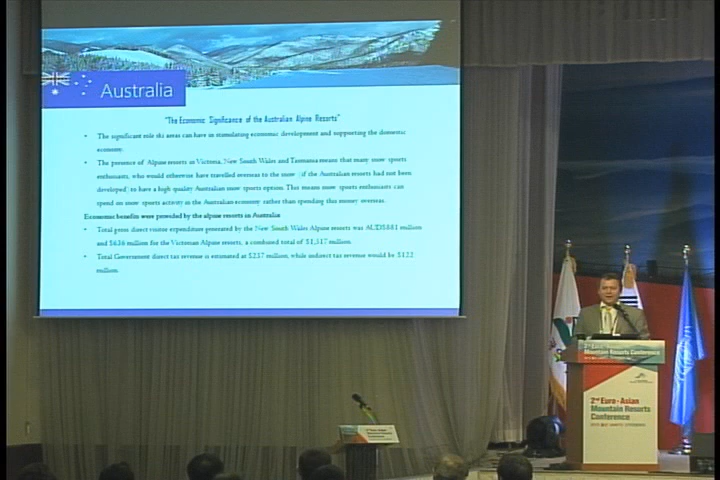 Australia
"The Economic Significance of the Australian Alpine Resorts"
• The significant role ski areas can have in stimulating economic development and supporting the domestic
economy.
• The presence of Alpine resorts in Victoria, New South Wales and Tasmania means that many snow sports
enthusiasts, who would otherwise have travelled overseas to the snow (if the Australian resorts had not been
developed) to have a high quality Australian snow sports option. This means snow sports enthusiasts can
spend on snow sports activity in the Australian economy rather than spending this money overseas.
Economic benefits were provided by the alpine resorts in Australia
• Total gross direct visitor expenditure generated by the New South Wales Alpine resorts was AUD$881 million
and $636 million for the Victorian Alpine resorts, a combined total of $1,517 million.
• Total Government direct tax revenue is estimated at $237 million, while indirect tax revenue would be $122
million.
Mountain Resorts Conference
2nd Euro-Asian
Mountain Resorts
Conference